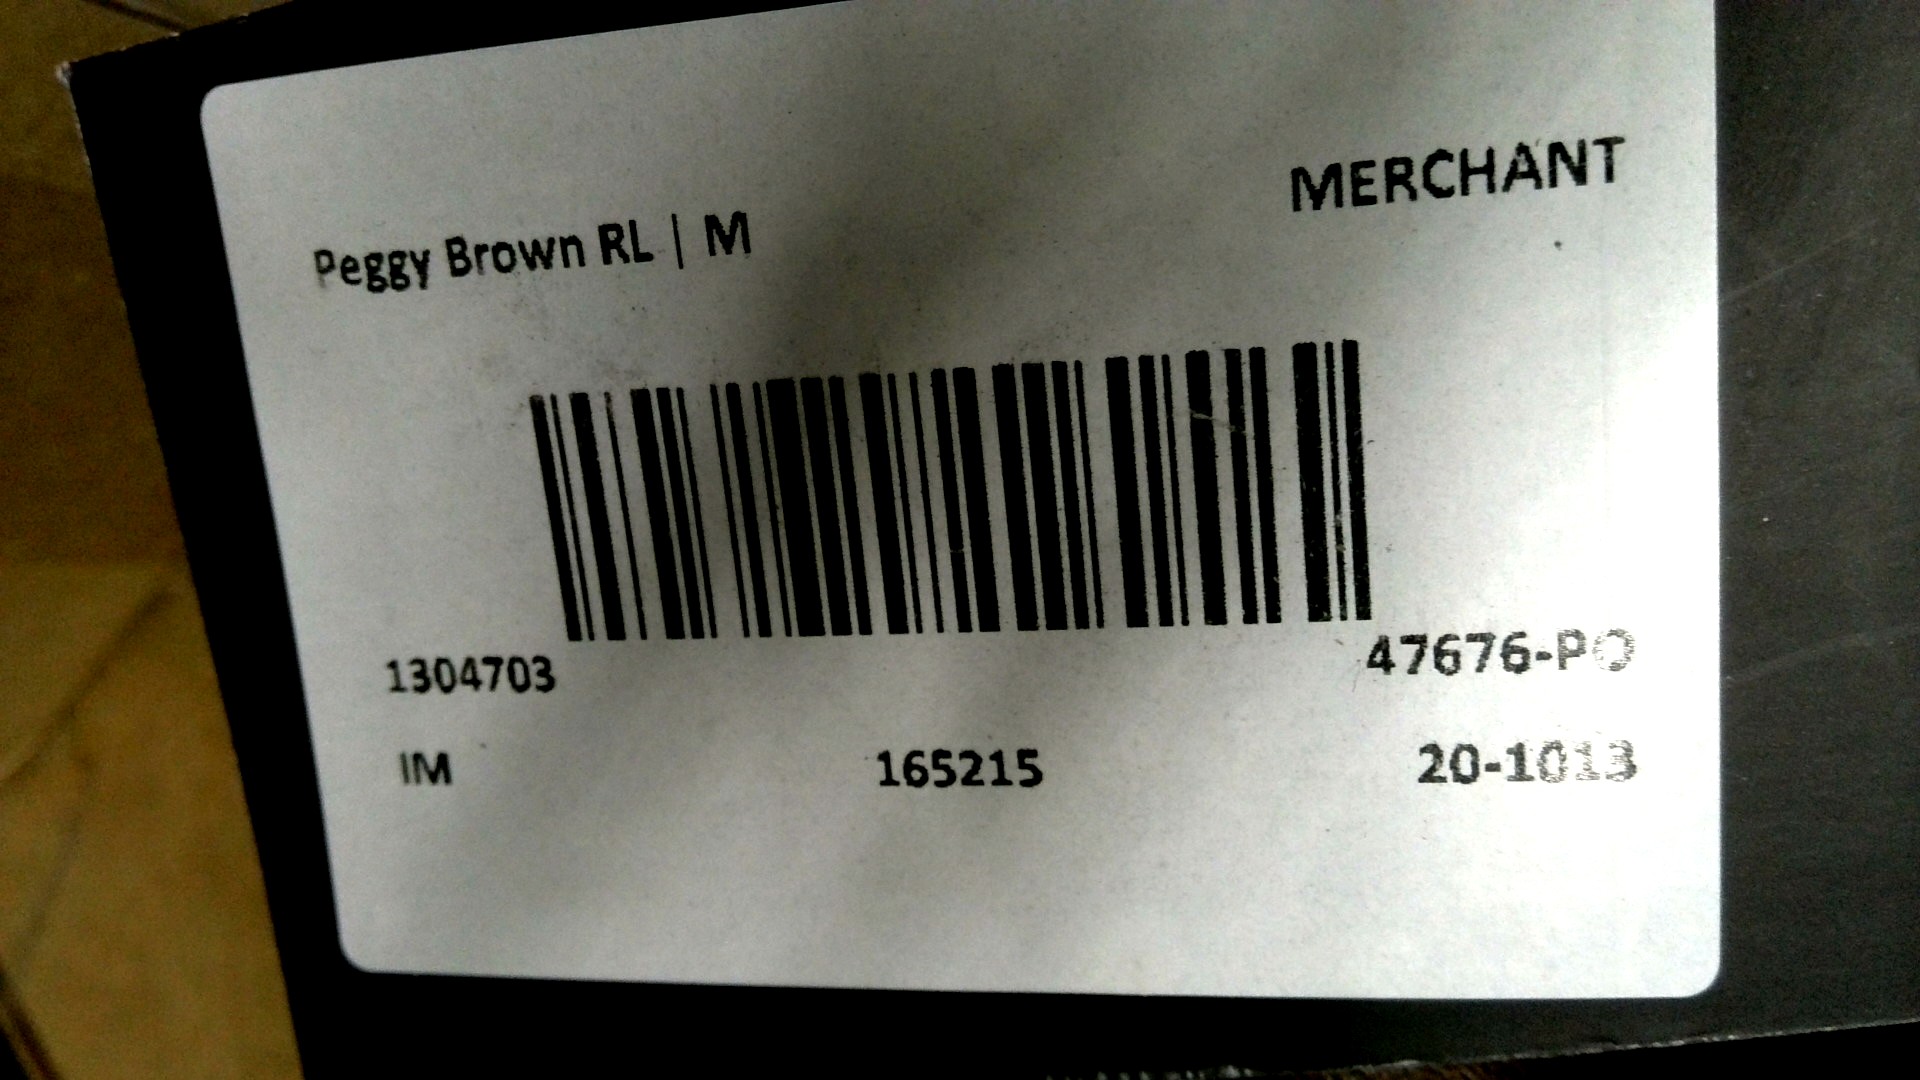 MERCHANT
Peggy Brown RL | M
1304703 47676-PO
IM 165215 20-1013